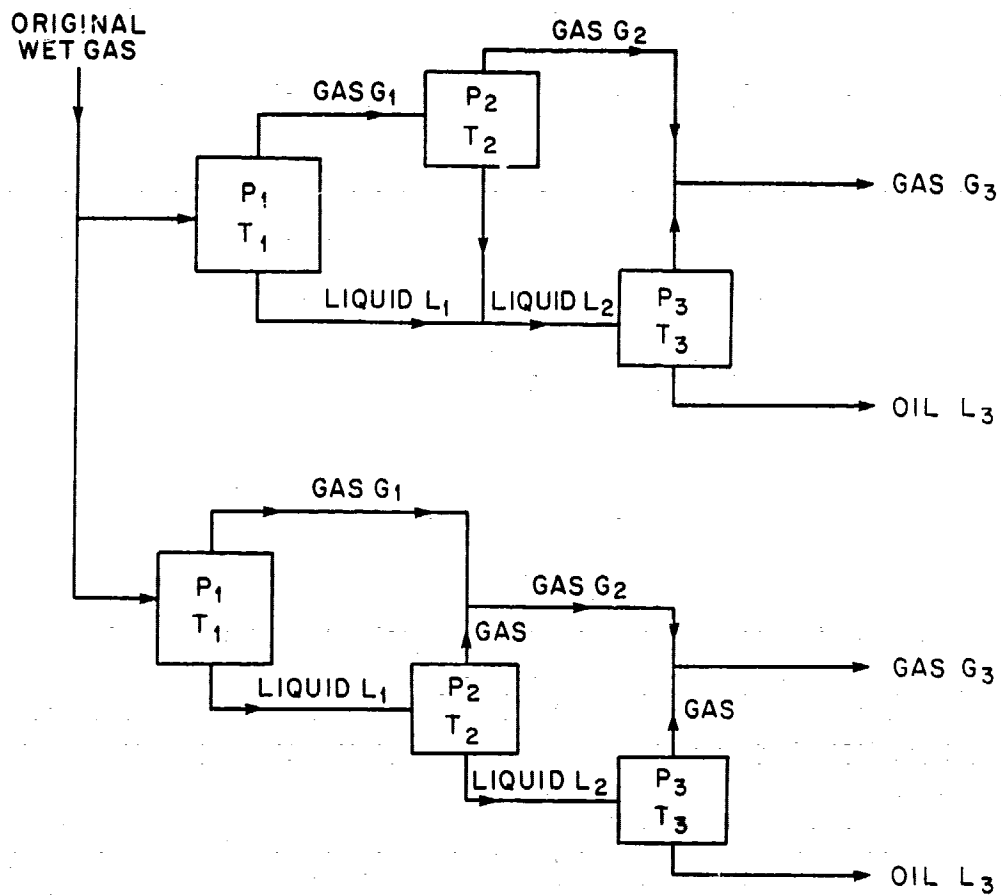 ORIGINAL
WET GAS
GAS G2
GAS G1
P2
T2
P1
T1
GAS G3
LIQUID L1
LIQUID L2
P3
T3
OIL L3
GAS G1
P1
T1
GAS G2
GAS
GAS G3
LIQUID L1
P2
T2
GAS
LIQUID L2
P3
T3
OIL L3